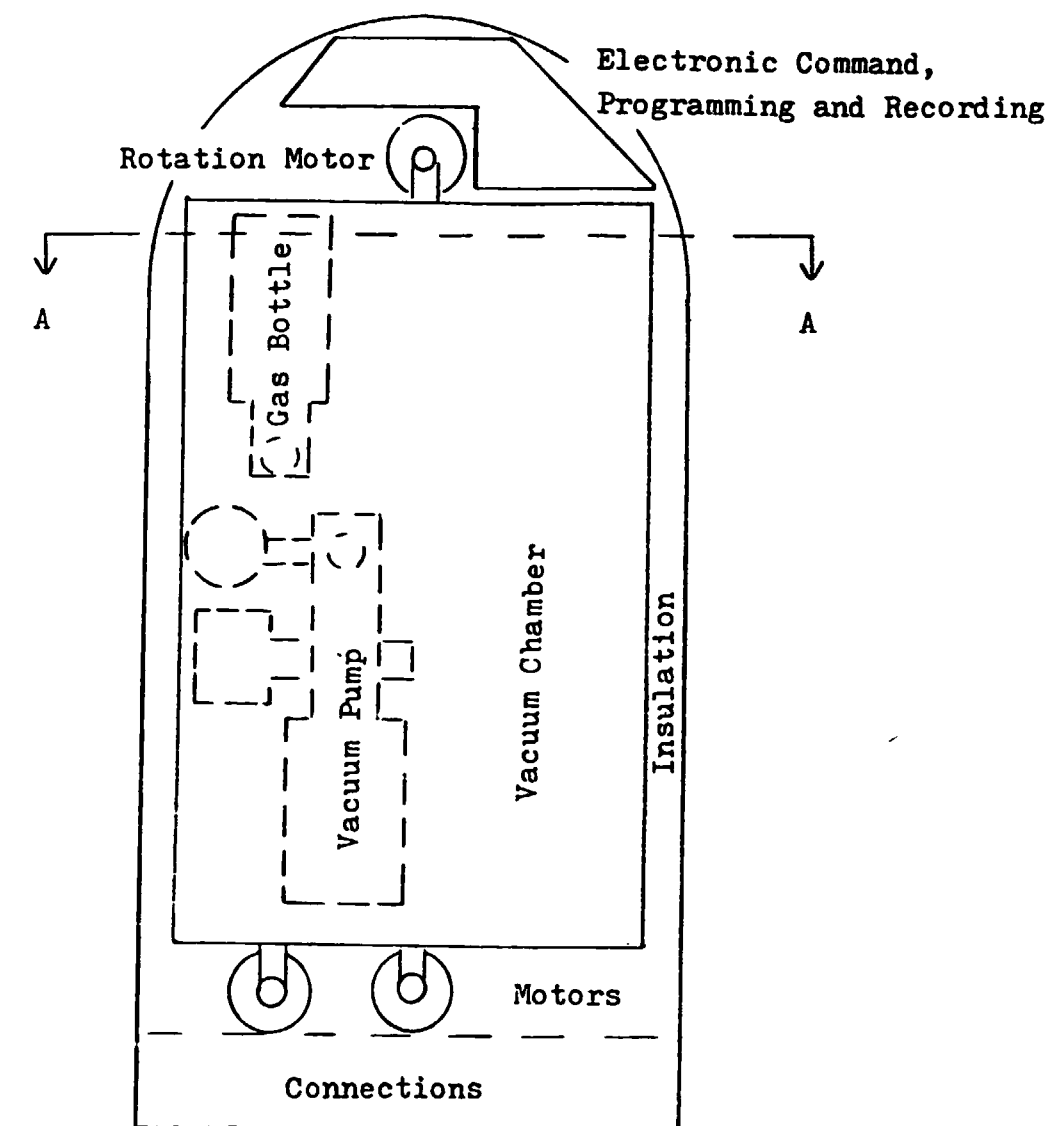 Electronic Command,
Programming and Recording
Rotation Motor
A
A
Gas Bottle
Vacuum Chamber
Insulation
Vacuum Pump
Motors
Connections